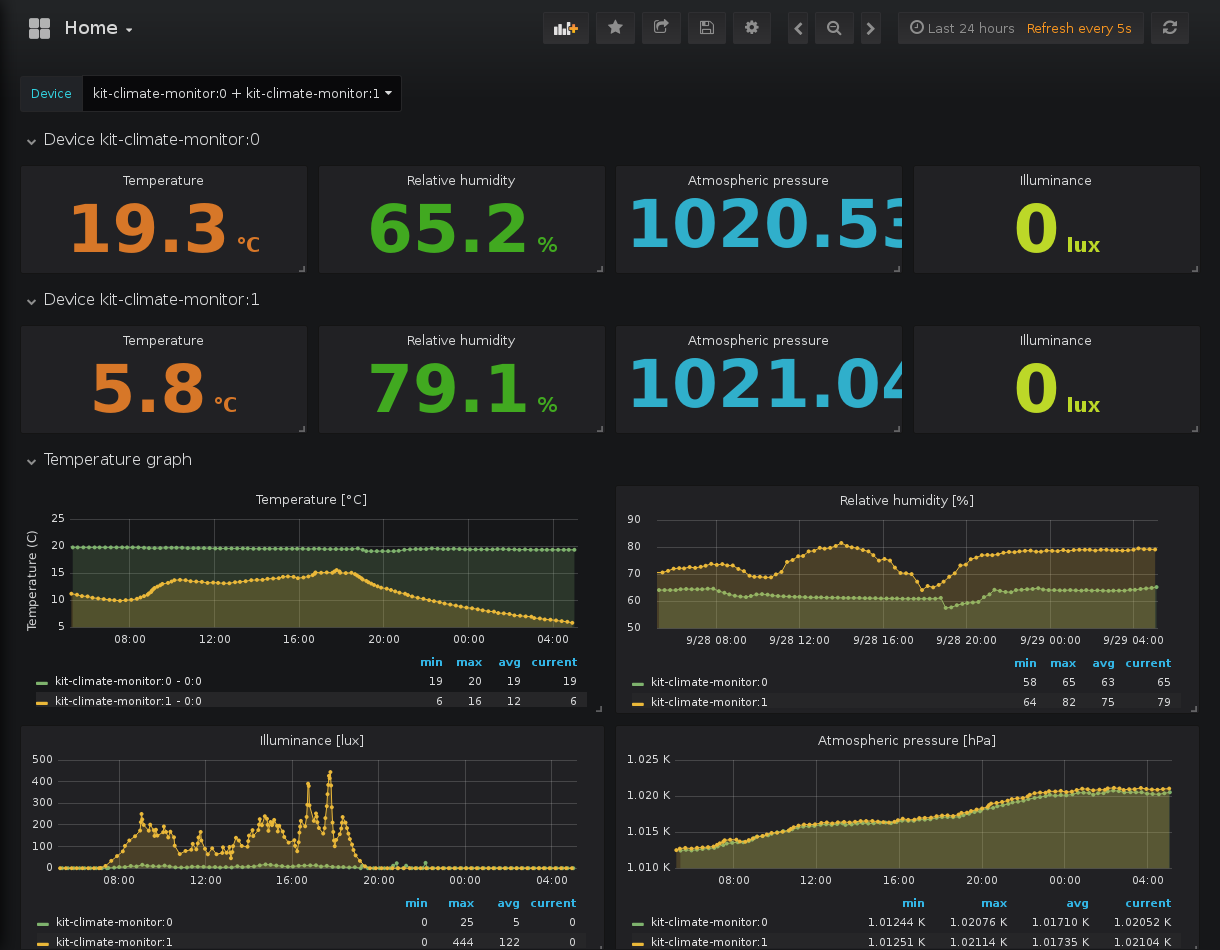 Home
Last 24 hours Refresh every 5s
Device kit-climate-monitor:0 + kit-climate-monitor:1
Device kit-climate-monitor:0
Temperature Relative humidity Atmospheric pressure Illuminance
19.3 °C 65.2 % 1020.53 0 lux
Device kit-climate-monitor:1
Temperature Relative humidity Atmospheric pressure Illuminance
5.8 °C 79.1 % 1021.04 0 lux
Temperature graph
Temperature [°C]
Temperature (C)
25
20
15
10
5
08:00 12:00 16:00 20:00 00:00 04:00
min max avg current
kit-climate-monitor:0 - 0:0 19 20 19 19
kit-climate-monitor:1 - 0:0 6 16 12 6
Relative humidity [%]
90
80
70
60
50
9/28 08:00 9/28 12:00 9/28 16:00 9/28 20:00 9/29 00:00 9/29 04:00
min max avg current
kit-climate-monitor:0 58 65 63 65
kit-climate-monitor:1 64 82 75 79
Illuminance [lux]
500
400
300
200
100
0
08:00 12:00 16:00 20:00 00:00 04:00
min max avg current
kit-climate-monitor:0 0 25 5 0
kit-climate-monitor:1 0 444 122 0
Atmospheric pressure [hPa]
1.025 K
1.020 K
1.015 K
1.010 K
08:00 12:00 16:00 20:00 00:00 04:00
min max avg current
kit-climate-monitor:0 1.01244 K 1.02076 K 1.01710 K 1.02052 K
kit-climate-monitor:1 1.01251 K 1.02114 K 1.01735 K 1.02104 K